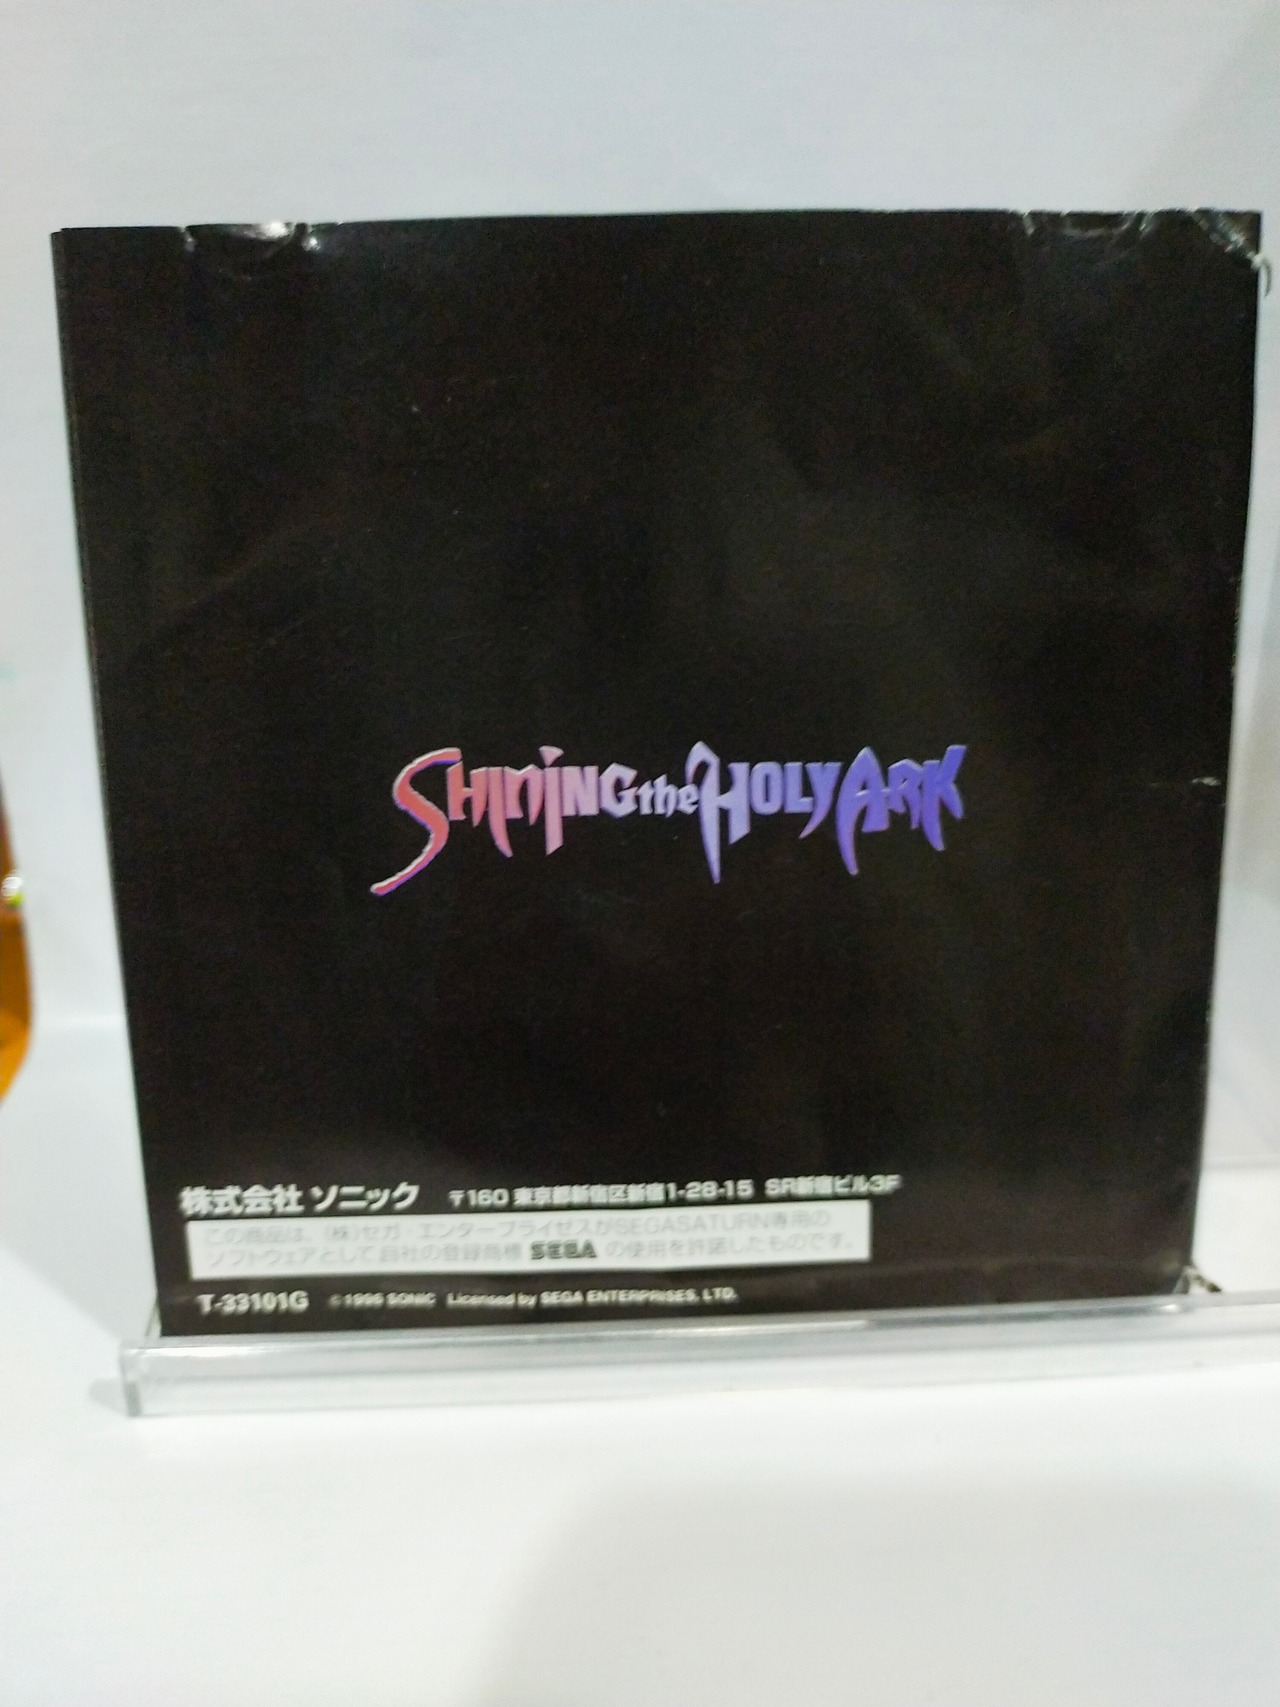 SHINING the HOLY ARK
株式会社 ソニック 〒160 東京都新宿区新宿1-28-15 SR新宿ビル3F
この商品は、(株)セガ・エンタープライゼスがSEGASATURN専用の
ソフトウェアとして自社の登録商標 SEGA の使用を許諾したものです。
T-33101G ©1996 SONIC Licensed by SEGA ENTERPRISES, LTD.